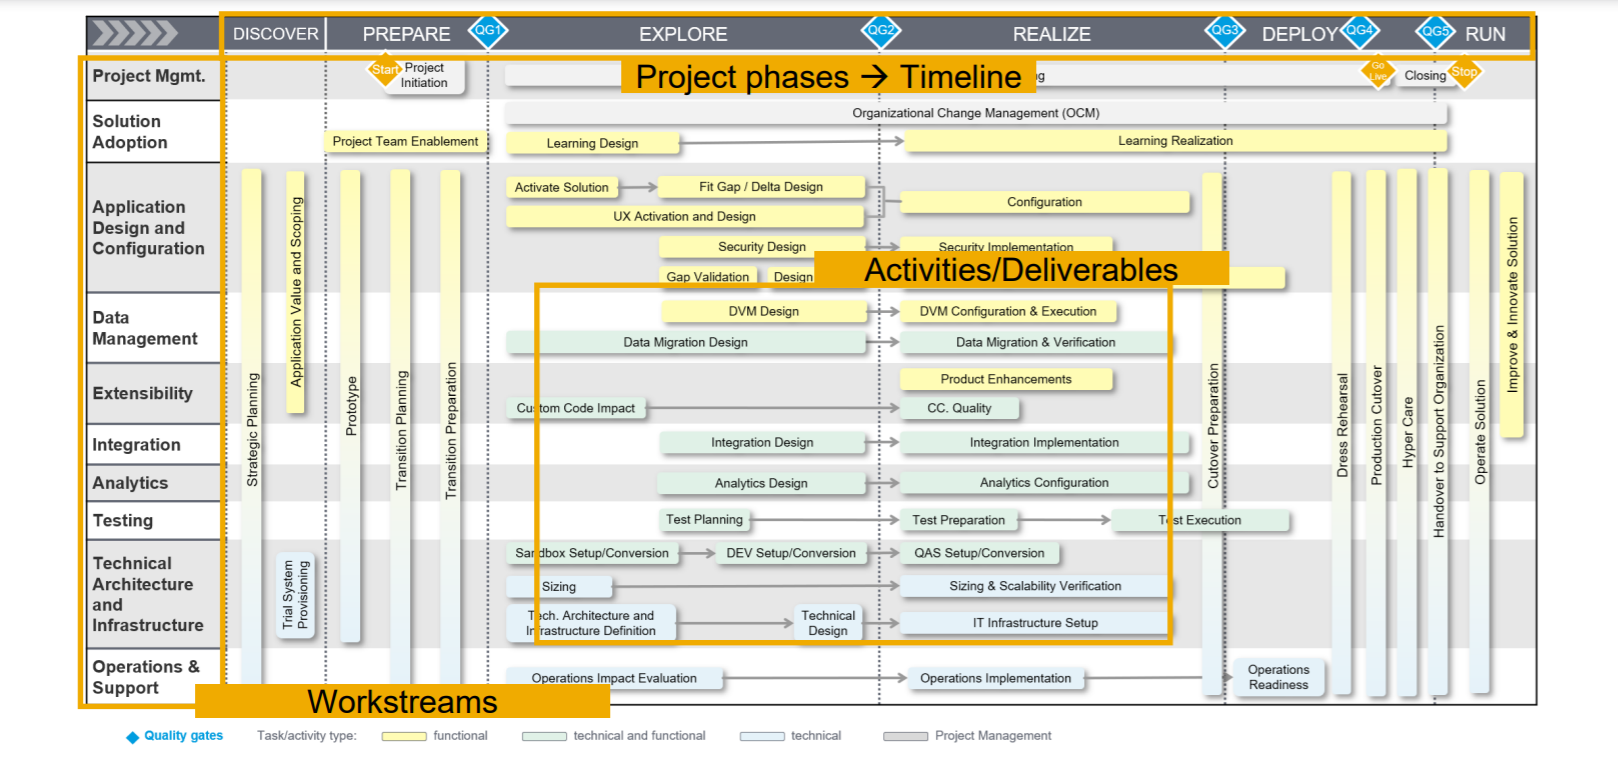 DISCOVER
PREPARE
QG1
EXPLORE
QG2
REALIZE
QG3
DEPLOY
QG4
QG5
RUN
Project phases → Timeline
Project Mgmt.
Start
Project
Initiation
Go
Live
Closing
Stop
Solution
Adoption
Organizational Change Management (OCM)
Project Team Enablement
Learning Design
Learning Realization
Application
Design and
Configuration
Activate Solution
Fit Gap / Delta Design
Configuration
UX Activation and Design
Security Design
Security Implementation
Gap Validation
Design
Activities/Deliverables
Data
Management
DVM Design
DVM Configuration & Execution
Data Migration Design
Data Migration & Verification
Extensibility
Product Enhancements
Custom Code Impact
CC. Quality
Integration
Integration Design
Integration Implementation
Analytics
Analytics Design
Analytics Configuration
Testing
Test Planning
Test Preparation
Test Execution
Technical
Architecture
and
Infrastructure
Sandbox Setup/Conversion
DEV Setup/Conversion
QAS Setup/Conversion
Sizing
Sizing & Scalability Verification
Tech. Architecture and
Infrastructure Definition
Technical
Design
IT Infrastructure Setup
Operations &
Support
Operations Impact Evaluation
Operations Implementation
Operations
Readiness
Strategic Planning
Application Value and Scoping
Trial System
Provisioning
Prototype
Transition Planning
Transition Preparation
Cutover Preparation
Dress Rehearsal
Production Cutover
Hyper Care
Handover to Support Organization
Operate Solution
Improve & Innovate Solution
Workstreams
Quality gates
Task/activity type:
functional
technical and functional
technical
Project Management